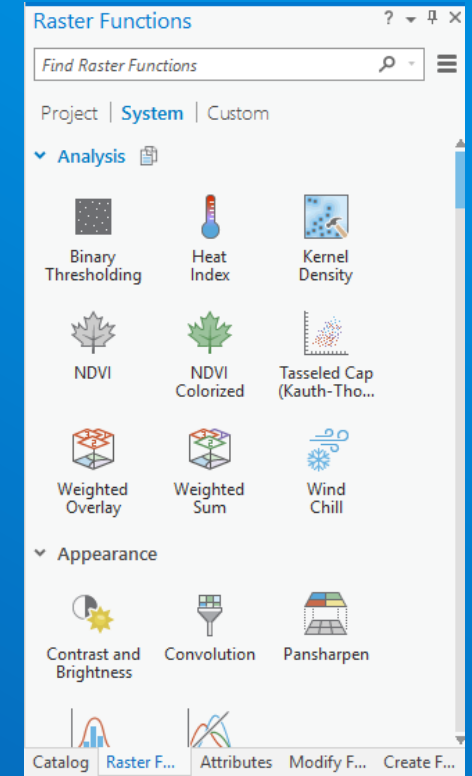 Raster Functions
?
Find Raster Functions
Project | System | Custom
Analysis
Binary
Thresholding
Heat
Index
Kernel
Density
NDVI
NDVI
Colorized
Tasseled Cap
(Kauth-Tho...
Weighted
Overlay
Weighted
Sum
Wind
Chill
Appearance
Contrast and
Brightness
Convolution
Pansharpen
Catalog Raster F... Attributes Modify F... Create F...